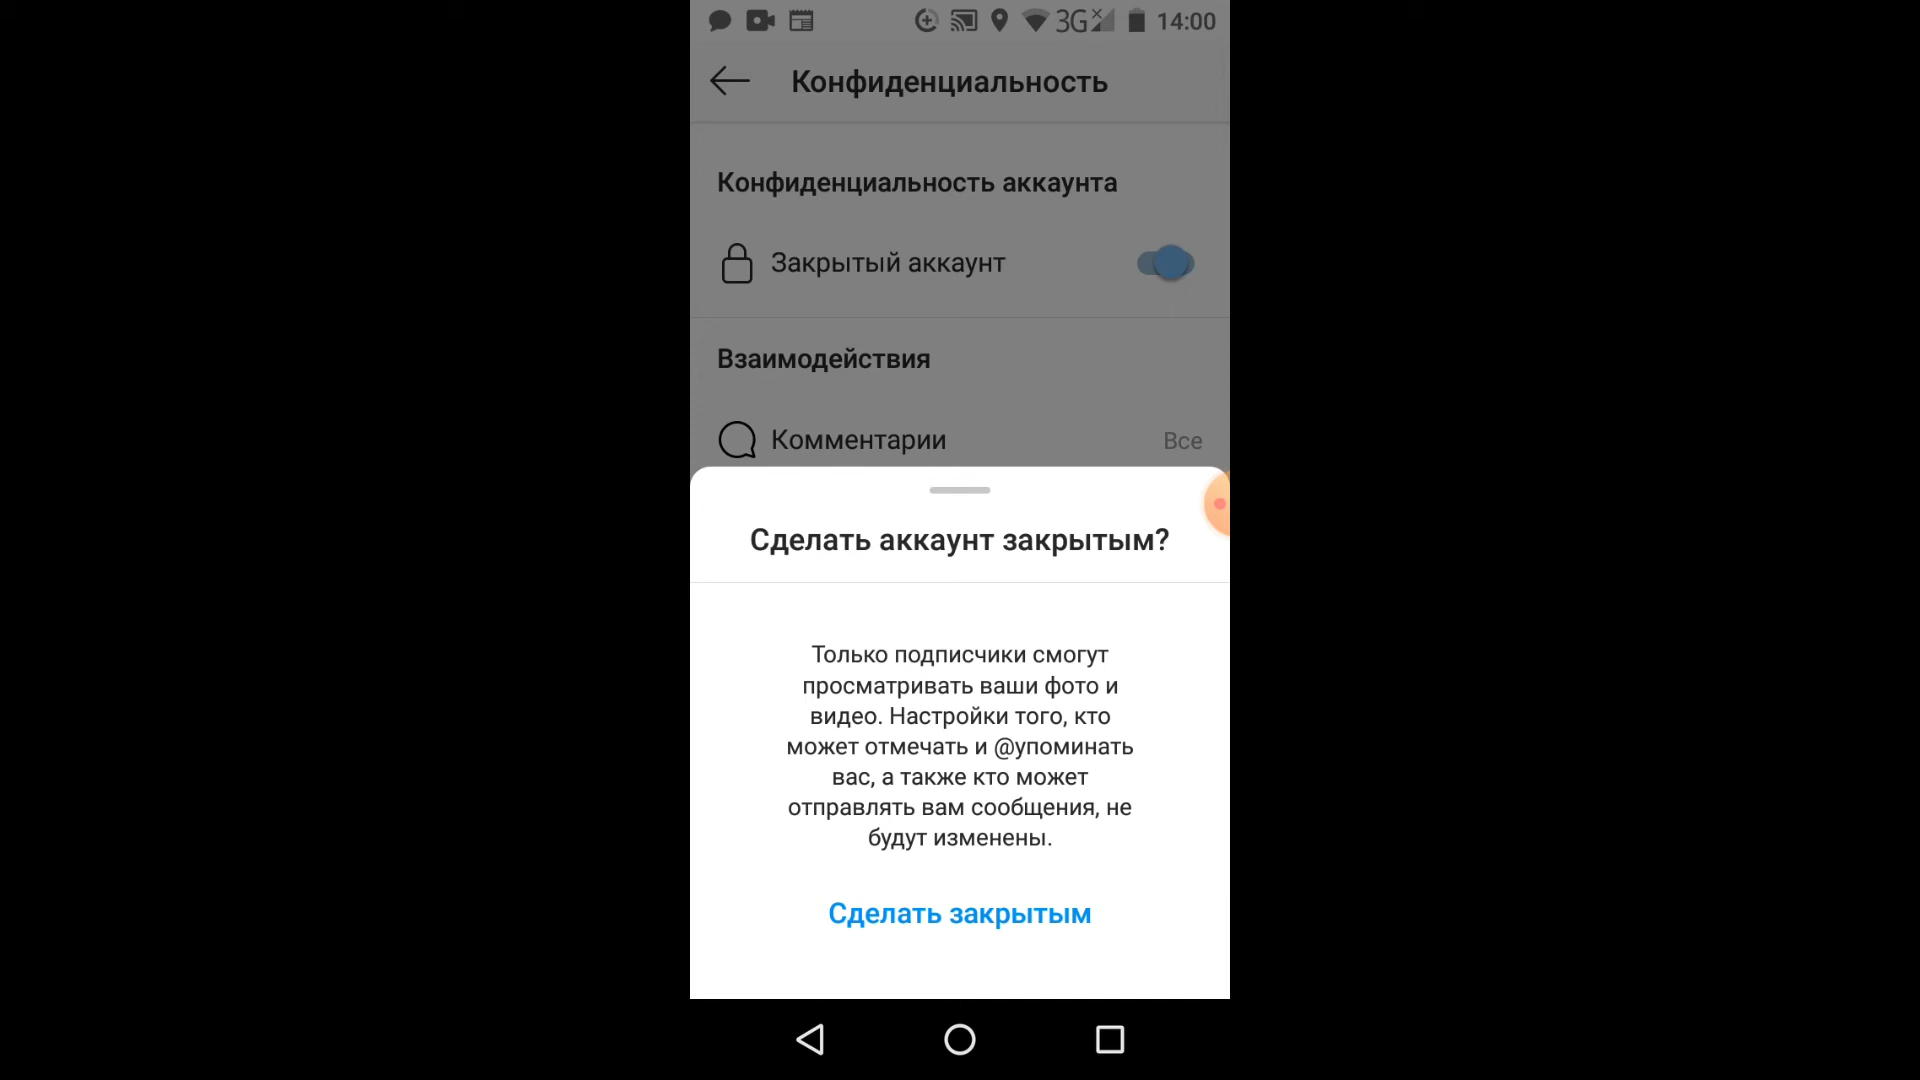 3G 14:00
Конфиденциальность
Конфиденциальность аккаунта
Закрытый аккаунт
Взаимодействия
Комментарии Все
Сделать аккаунт закрытым?
Только подписчики смогут
просматривать ваши фото и
видео. Настройки того, кто
может отмечать и @упоминать
вас, а также кто может
отправлять вам сообщения, не
будут изменены.
Сделать закрытым